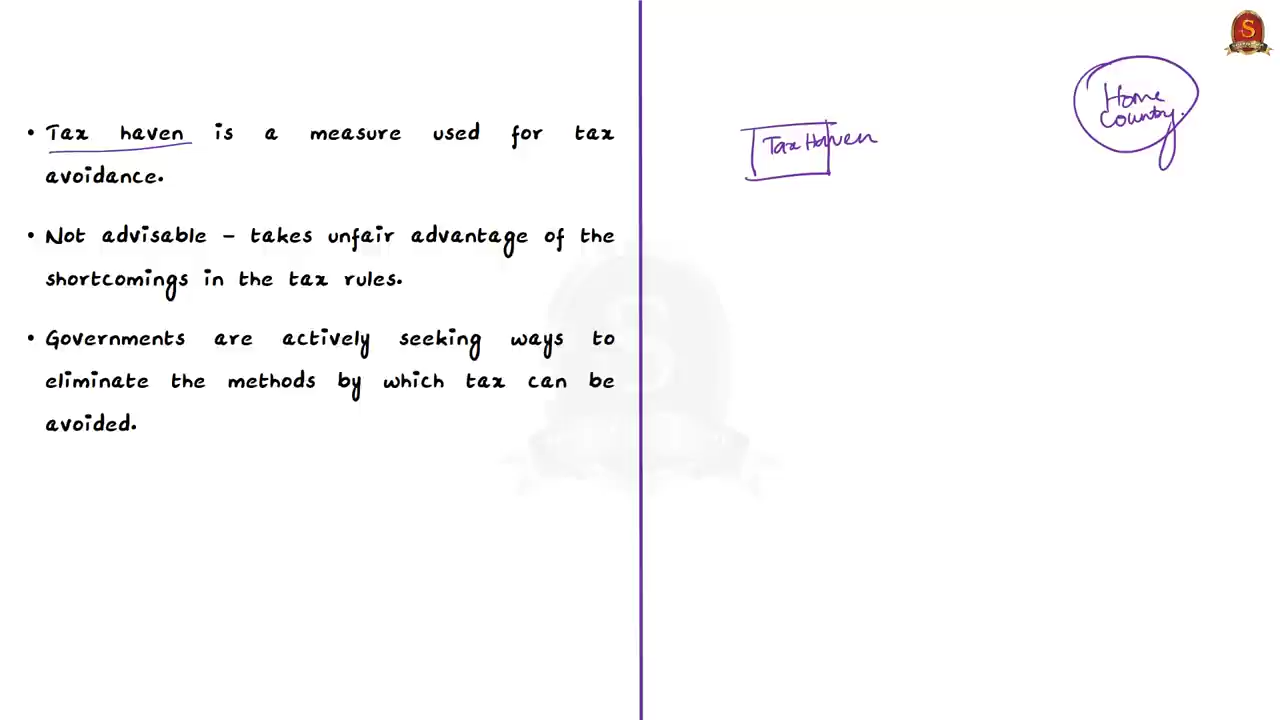 • Tax haven is a measure used for tax
avoidance.
• Not advisable – takes unfair advantage of the
shortcomings in the tax rules.
• Governments are actively seeking ways to
eliminate the methods by which tax can be
avoided.
Tax Haven
Home
Country.
S